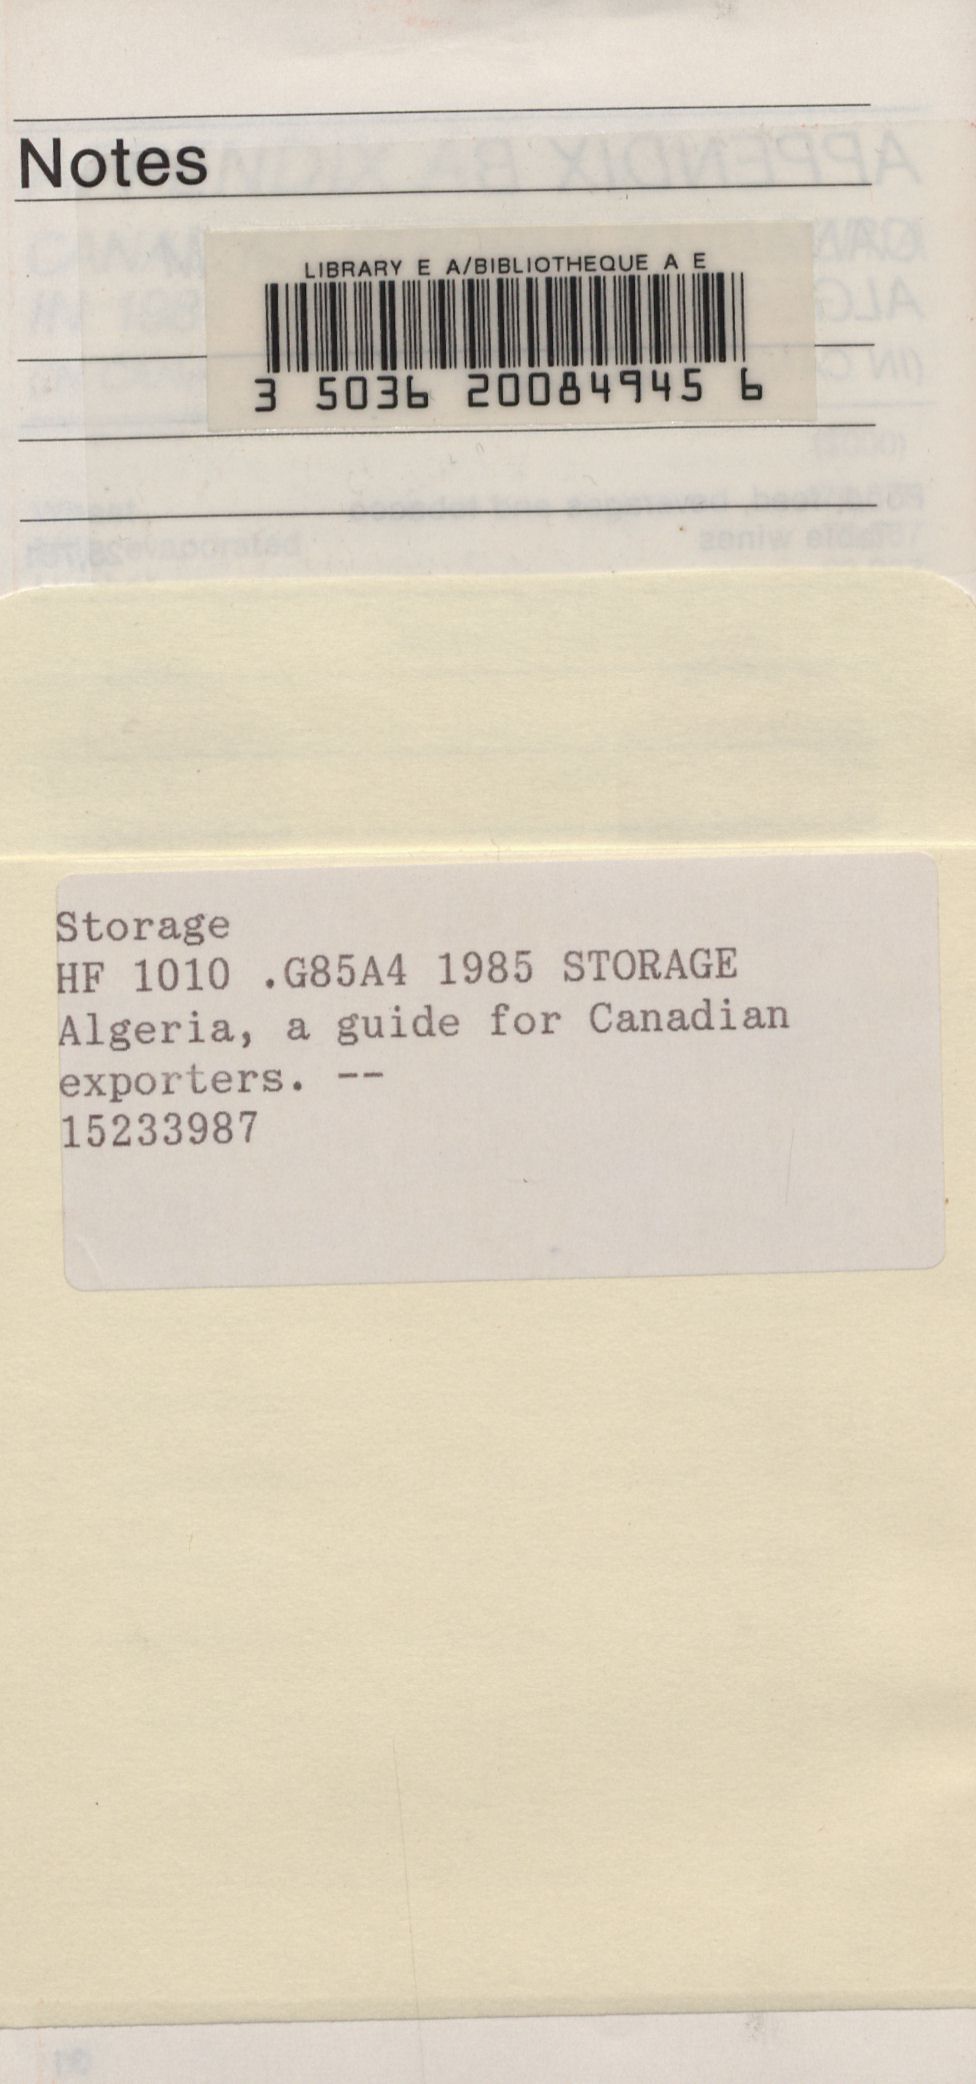 Notes
LIBRARY E A/BIBLIOTHEQUE A E
3 5036 20084945 6
Storage
HF 1010 .G85A4 1985 STORAGE
Algeria, a guide for Canadian
exporters. --
15233987